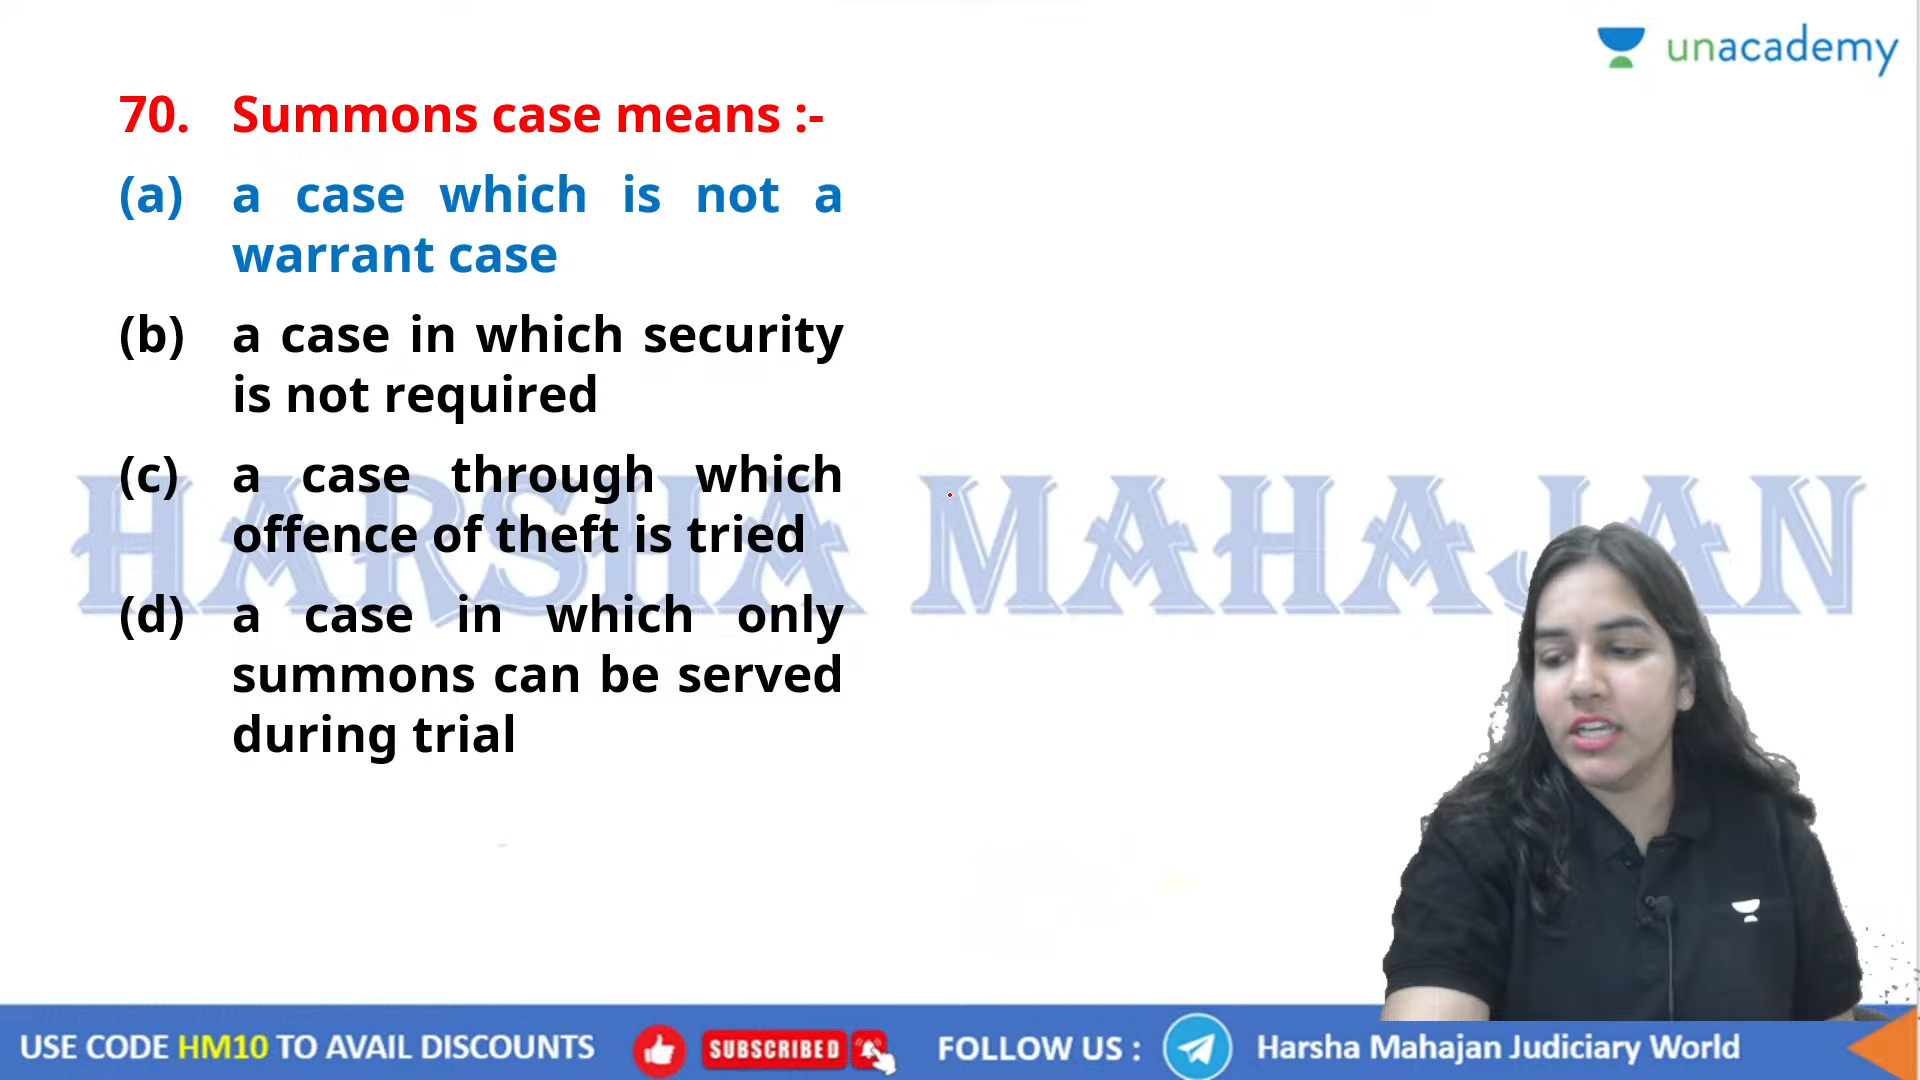 unacademy
70. Summons case means :-
(a) a case which is not a
warrant case
(b) a case in which security
is not required
(c) a case through which
offence of theft is tried
(d) a case in which only
summons can be served
during trial
HARSHA MAHAJAN
USE CODE HM10 TO AVAIL DISCOUNTS
SUBSCRIBED
FOLLOW US :
Harsha Mahajan Judiciary World